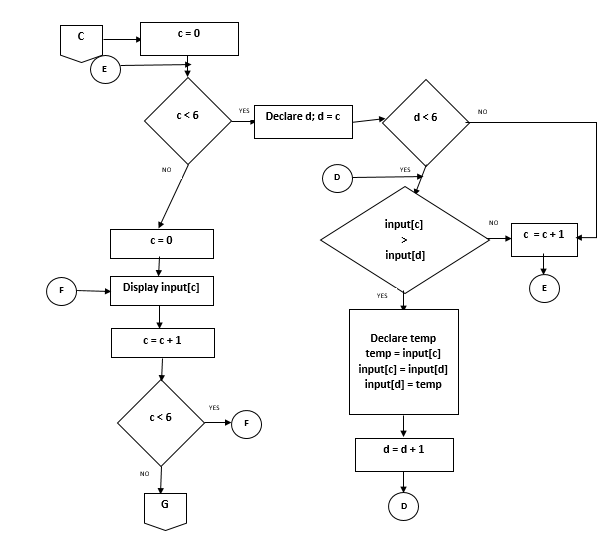 C
c = 0
E
c < 6
YES
Declare d; d = c
d < 6
NO
D
YES
NO
input[c]
>
input[d]
NO
c = c + 1
E
c = 0
F
Display input[c]
YES
c = c + 1
Declare temp
temp = input[c]
input[c] = input[d]
input[d] = temp
c < 6
YES
F
d = d + 1
NO
G
D